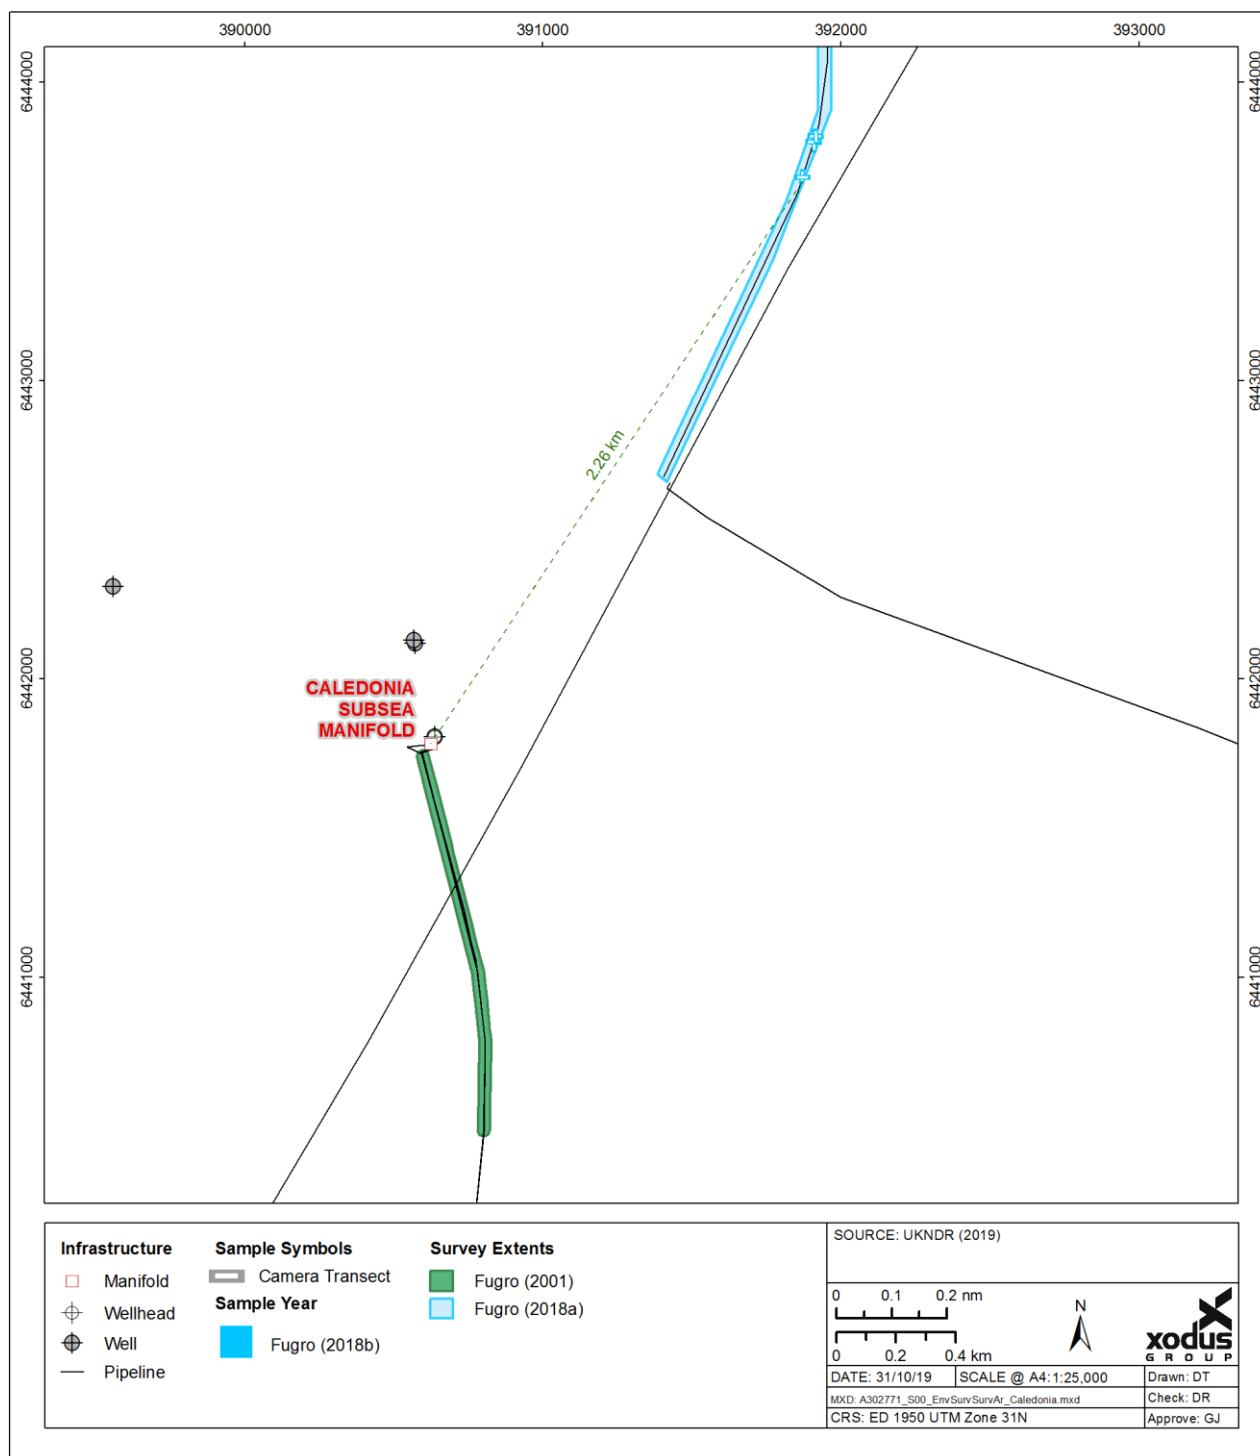 390000
391000
392000
393000
6444000
6444000
6443000
6443000
2.26 km
6442000
6442000
CALEDONIA
SUBSEA
MANIFOLD
6441000
6441000
Infrastructure
Manifold
Wellhead
Well
Pipeline
Sample Symbols
Camera Transect
Sample Year
Fugro (2018b)
Survey Extents
Fugro (2001)
Fugro (2018a)
SOURCE: UKNDR (2019)
0 0.1 0.2 nm
0 0.2 0.4 km
N
xodus
GROUP
DATE: 31/10/19
SCALE @ A4:1:25,000
Drawn: DT
MXD: A302771_S00_EnvSurvSurvAr_Caledonia.mxd
Check: DR
CRS: ED 1950 UTM Zone 31N
Approve: GJ